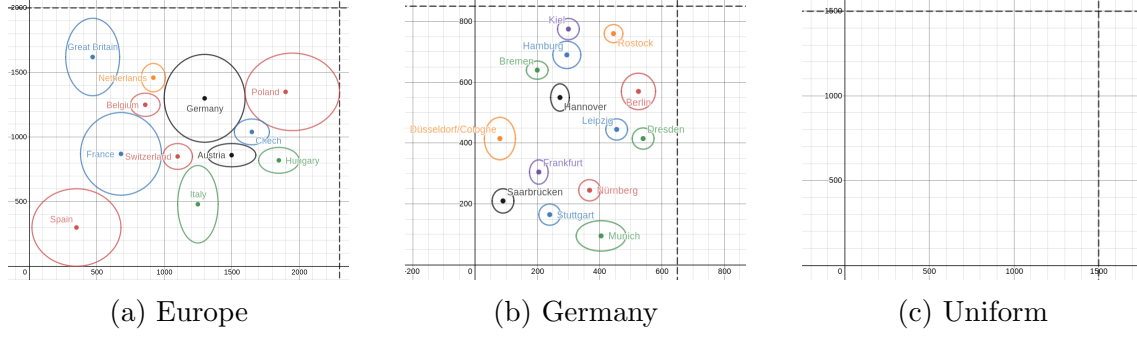 2000
Great Britain
1500
Netherlands
Belgium
Germany
Poland
1000
Czech
France
Switzerland
Austria
Hungary
500
Italy
Spain
0
500
1000
1500
2000
(a) Europe
800
Kiel
Rostock
Hamburg
Bremen
600
Berlin
Hannover
Leipzig
400
Düsseldorf/Cologne
Dresden
Frankfurt
Nürnberg
200
Saarbrücken
Stuttgart
Munich
-200
0
200
400
600
800
(b) Germany
1500
1000
500
0
500
1000
1500
(c) Uniform